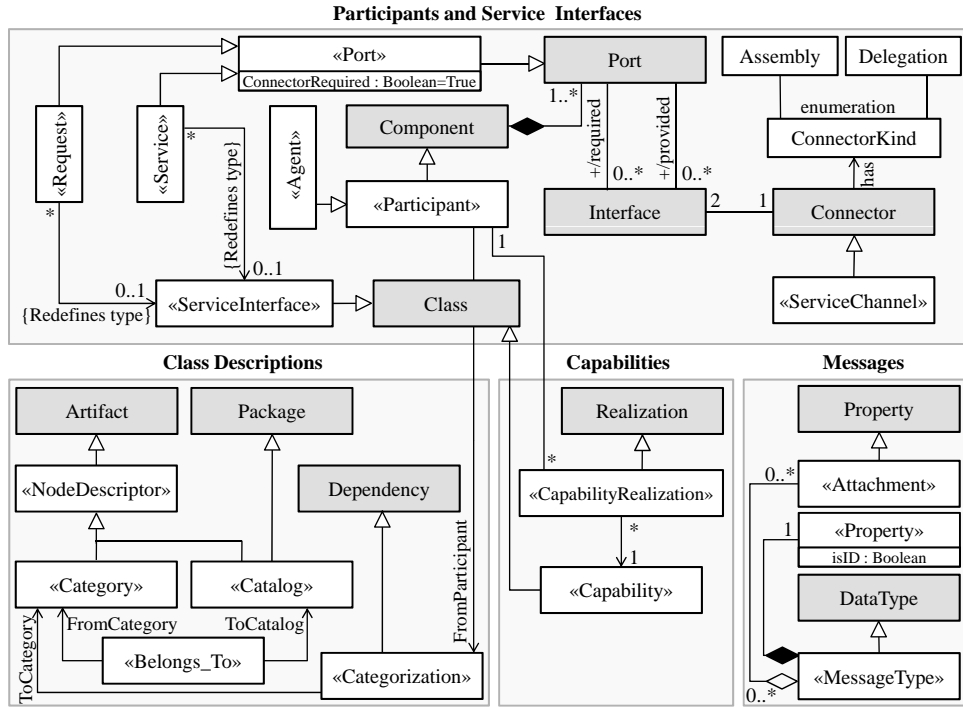 Participants and Service Interfaces
«Port»
ConnectorRequired : Boolean=True
Port
Assembly
Delegation
enumeration
ConnectorKind
has
1..*
«Request»
*
«Service»
*
«Agent»
Component
+/required
+/provided
0..*
0..*
{Redefines type}
«Participant»
Interface
2
1
Connector
1
0..1
0..1
«ServiceInterface»
{Redefines type}
Class
«ServiceChannel»
Class Descriptions
Artifact
Package
«NodeDescriptor»
Dependency
«Category»
«Catalog»
FromCategory
ToCatalog
ToCategory
«Belongs_To»
FromParticipant
«Categorization»
Capabilities
Realization
*
«CapabilityRealization»
*
1
«Capability»
Messages
Property
0..*
«Attachment»
1
«Property»
isID : Boolean
DataType
«MessageType»
0..*